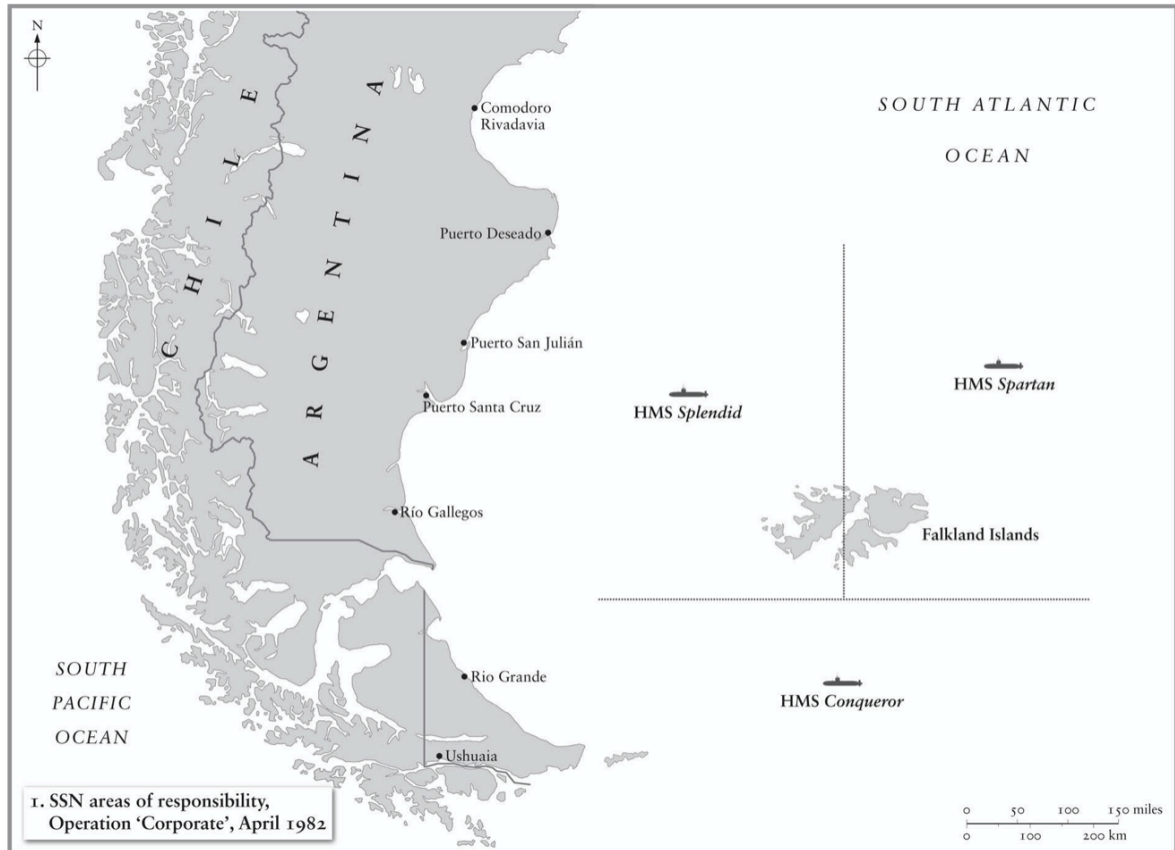 N
SOUTH ATLANTIC
OCEAN
CHILE
ARGENTINA
Comodoro
Rivadavia
Puerto Deseado
Puerto San Julián
Puerto Santa Cruz
HMS Splendid
HMS Spartan
Río Gallegos
Falkland Islands
SOUTH
PACIFIC
OCEAN
Rio Grande
HMS Conqueror
Ushuaia
1. SSN areas of responsibility,
Operation ‘Corporate’, April 1982
0 50 100 150 miles
0 100 200 km